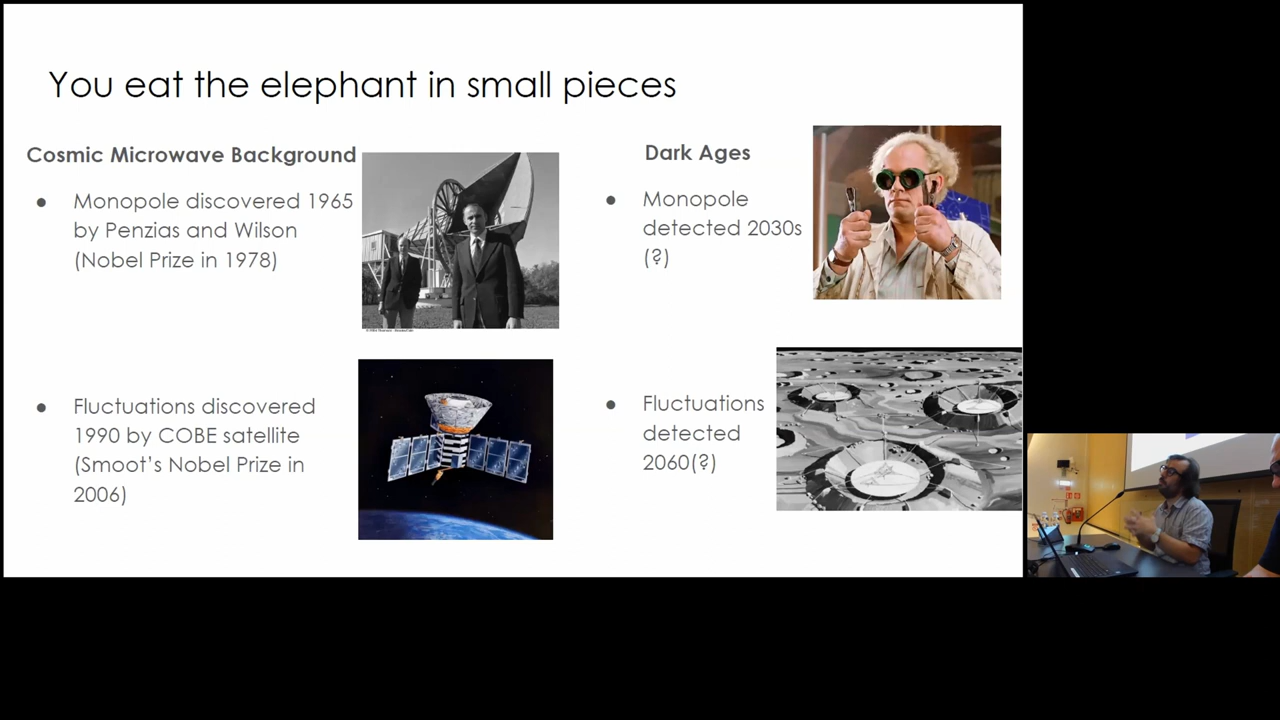 You eat the elephant in small pieces
Cosmic Microwave Background
● Monopole discovered 1965
by Penzias and Wilson
(Nobel Prize in 1978)
● Fluctuations discovered
1990 by COBE satellite
(Smoot’s Nobel Prize in
2006)
Dark Ages
● Monopole
detected 2030s
(?)
● Fluctuations
detected
2060(?)